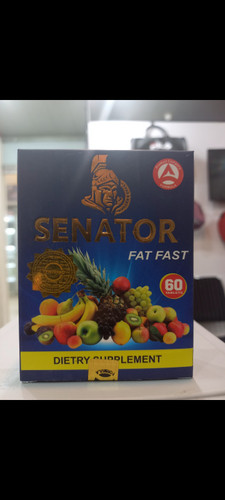 SENATOR
FAT FAST
60
DIETRY SUPPLEMENT